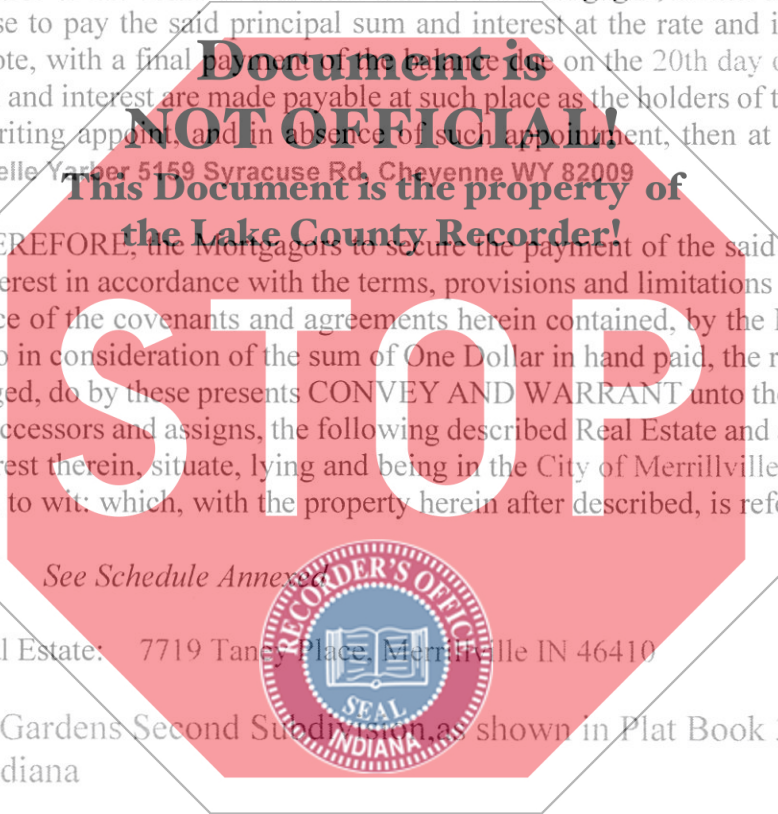 se to pay the said principal sum and interest at the rate and i
ote, with a final payment of the balance due on the 20th day o
and interest are made payable at such place as the holders of t
riting appoint, and in absence of such appointment, then at
elle Yarber 5159 Syracuse Rd, Cheyenne WY 82009
Document is
NOT OFFICIAL!
This Document is the property of
the Lake County Recorder!
EREFORE, the Mortgagors to secure the payment of the said
erest in accordance with the terms, provisions and limitations
ce of the covenants and agreements herein contained, by the
o in consideration of the sum of One Dollar in hand paid, the r
ged, do by these presents CONVEY AND WARRANT unto the
ccessors and assigns, the following described Real Estate and
rest therein, situate, lying and being in the City of Merrillville
to wit: which, with the property herein after described, is refe
STOP
See Schedule Annexed
RECORDER'S OFFICE
SEAL
INDIANA
l Estate: 7719 Taney Place, Merrillville IN 46410
Gardens Second Subdivision,as shown in Plat Book
diana